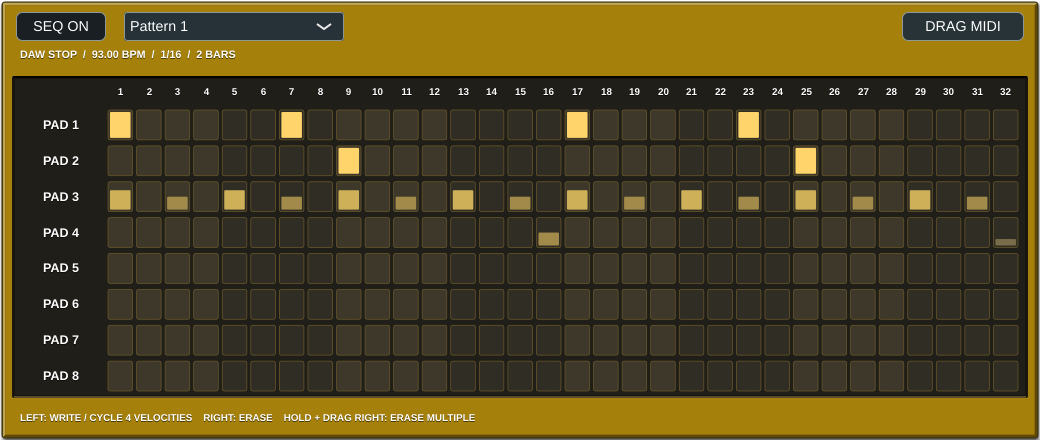 SEQ ON Pattern 1 DRAG MIDI
DAW STOP / 93.00 BPM / 1/16 / 2 BARS
1 2 3 4 5 6 7 8 9 10 11 12 13 14 15 16 17 18 19 20 21 22 23 24 25 26 27 28 29 30 31 32
PAD 1
PAD 2
PAD 3
PAD 4
PAD 5
PAD 6
PAD 7
PAD 8
LEFT: WRITE / CYCLE 4 VELOCITIES RIGHT: ERASE HOLD + DRAG RIGHT: ERASE MULTIPLE